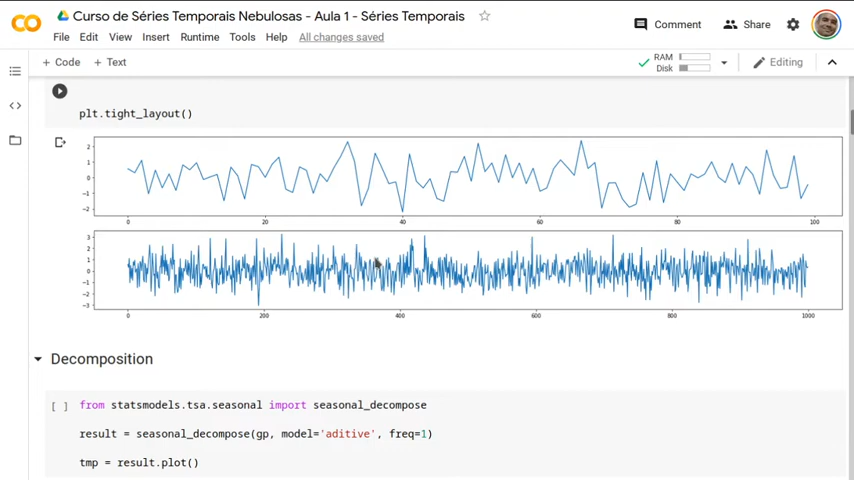 Curso de Séries Temporais Nebulosas - Aula 1 - Séries Temporais
Comment
Share
File Edit View Insert Runtime Tools Help All changes saved
+ Code + Text
RAM
Disk
Editing
plt.tight_layout()
2
1
0
−1
−2
0 20 40 60 80 100
3
2
1
0
−1
−2
−3
0 200 400 600 800 1000
Decomposition
[ ] from statsmodels.tsa.seasonal import seasonal_decompose
result = seasonal_decompose(gp, model='aditive', freq=1)
tmp = result.plot()